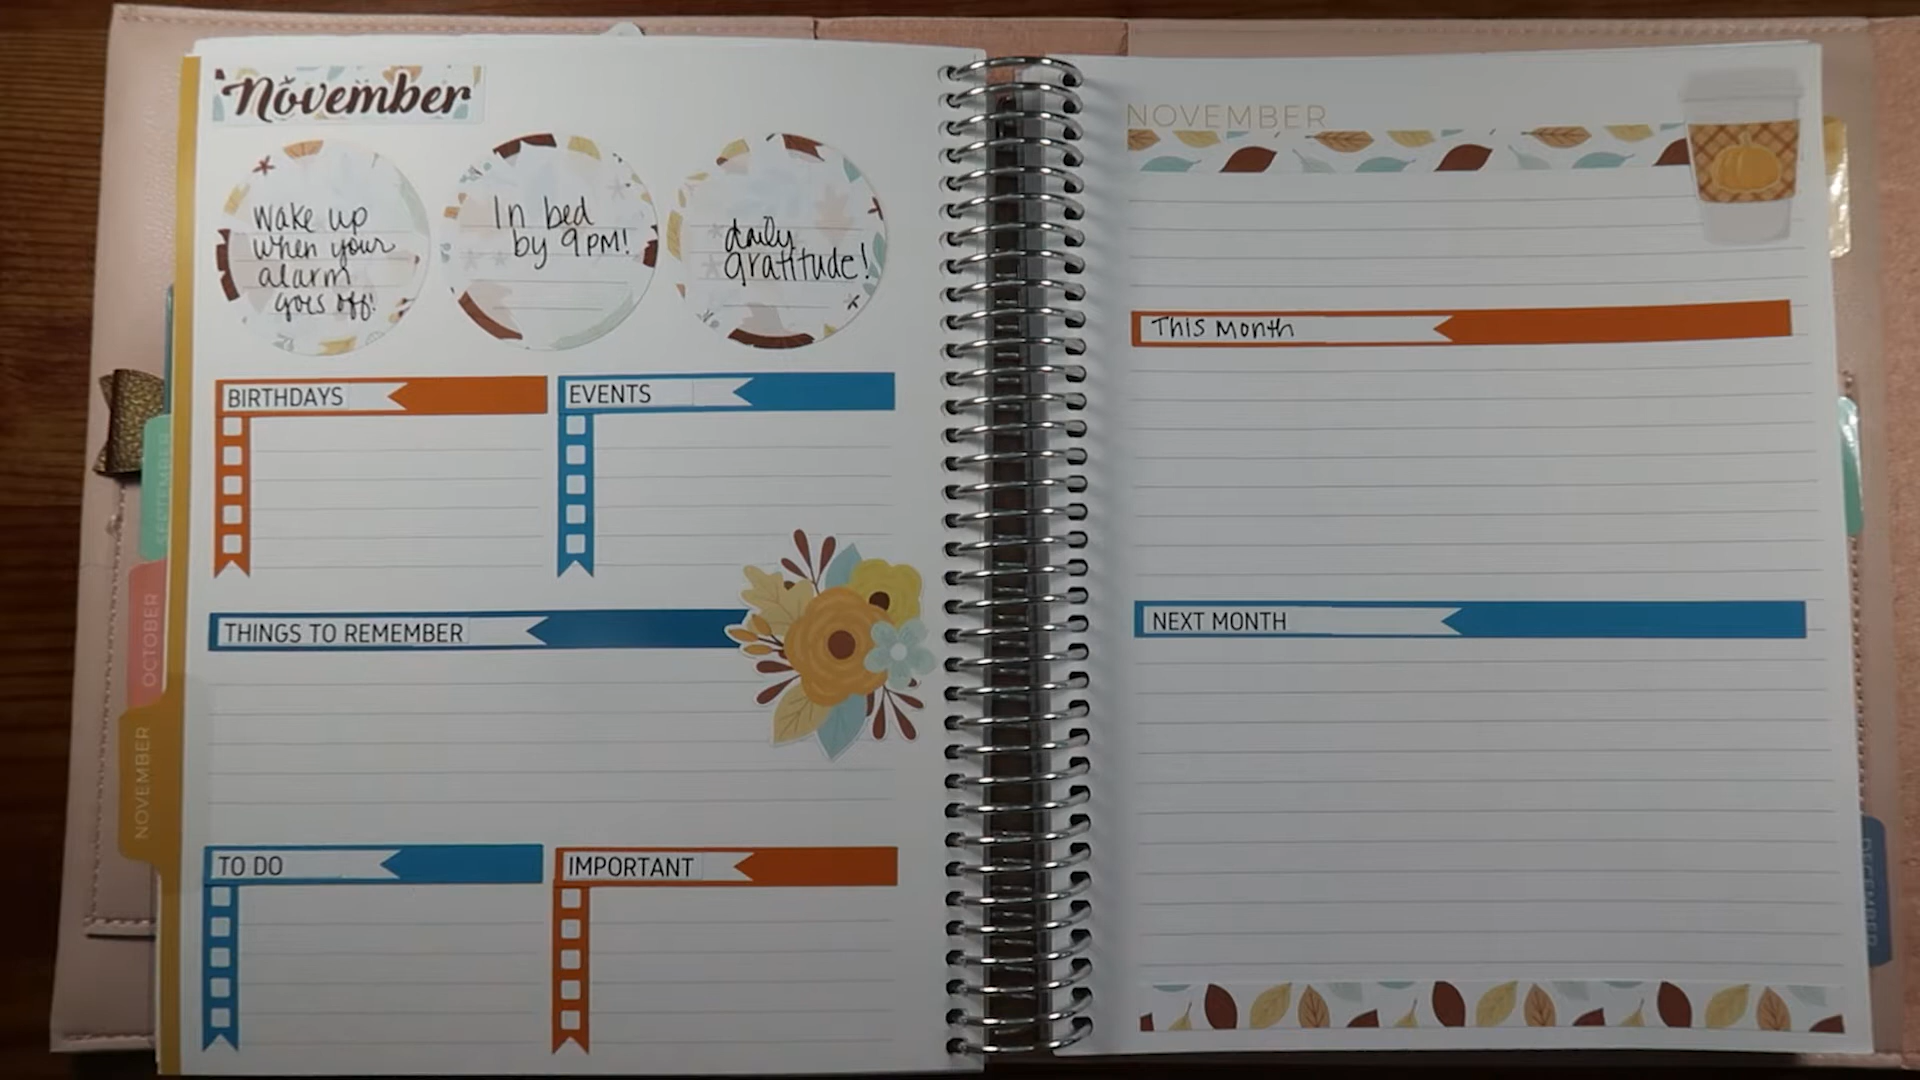 November
Wake up
when your
alarm
goes off!
In bed
by 9PM!
daily
gratitude!
BIRTHDAYS
EVENTS
THINGS TO REMEMBER
TO DO
IMPORTANT
SEPTEMBER
OCTOBER
NOVEMBER
NOVEMBER
This Month
NEXT MONTH
DECEMBER